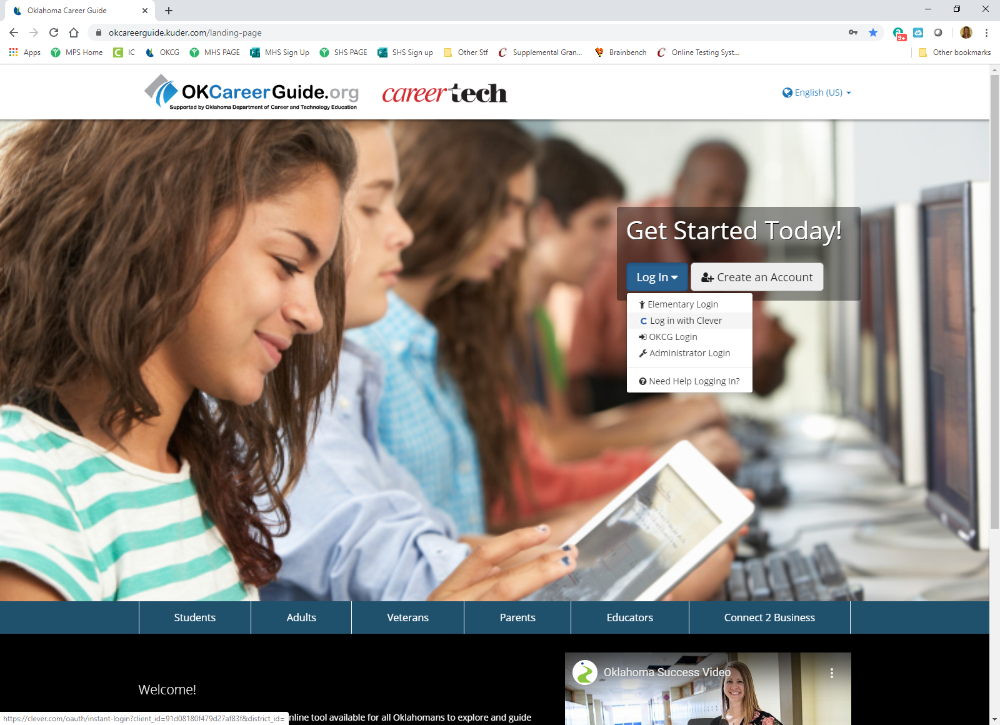 Oklahoma Career Guide
okcareerguide.kuder.com/landing-page
9+
Apps MPS Home IC OKCG MHS PAGE MHS Sign Up SHS PAGE SHS Sign up Other Stf Supplemental Gran... Brainbench Online Testing Syst... Other bookmarks
OKCareerGuide.org
Supported by Oklahoma Department of Career and Technology Education
careertech
English (US)
Get Started Today!
Log In Create an Account
Elementary Login
Log in with Clever
OKCG Login
Administrator Login
Need Help Logging In?
Students Adults Veterans Parents Educators Connect 2 Business
Oklahoma Success Video
Welcome!
https://clever.com/oauth/instant-login?client_id=91d08180f479d27af83f&district_id= nline tool available for all Oklahomans to explore and guide